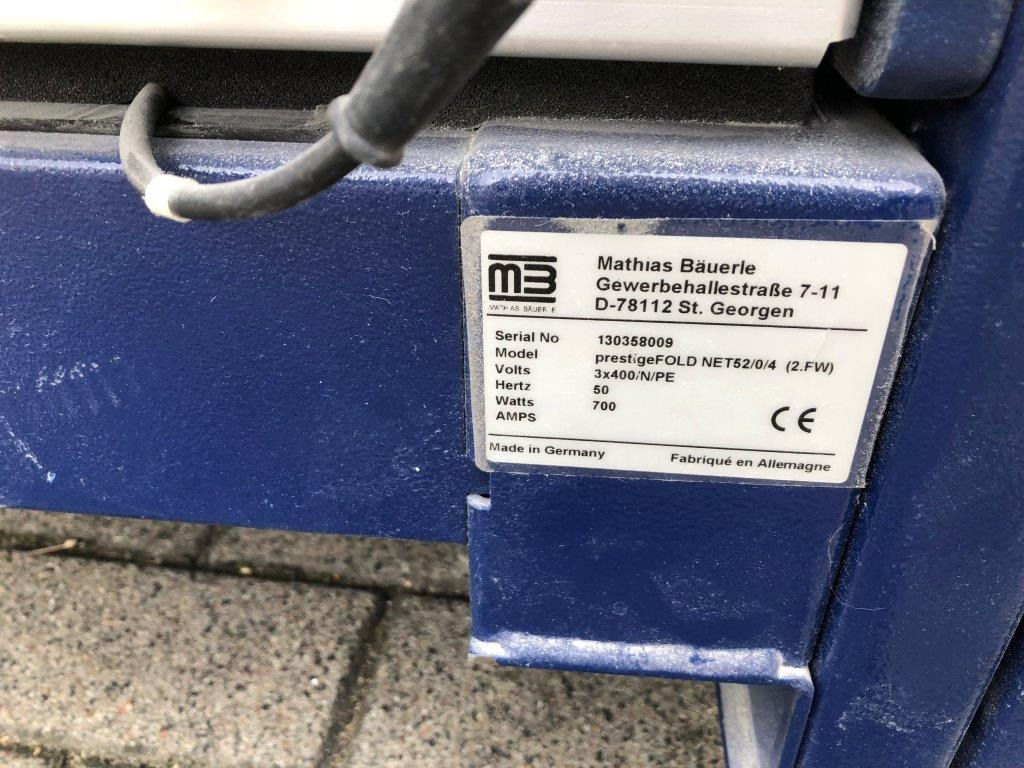 MB
MATHIAS BÄUERLE
Mathias Bäuerle
Gewerbehallestraße 7-11
D-78112 St. Georgen
Serial No 130358009
Model prestigeFOLD NET52/0/4 (2.FW)
Volts 3x400/N/PE
Hertz 50
Watts 700
AMPS
CE
Made in Germany Fabriqué en Allemagne